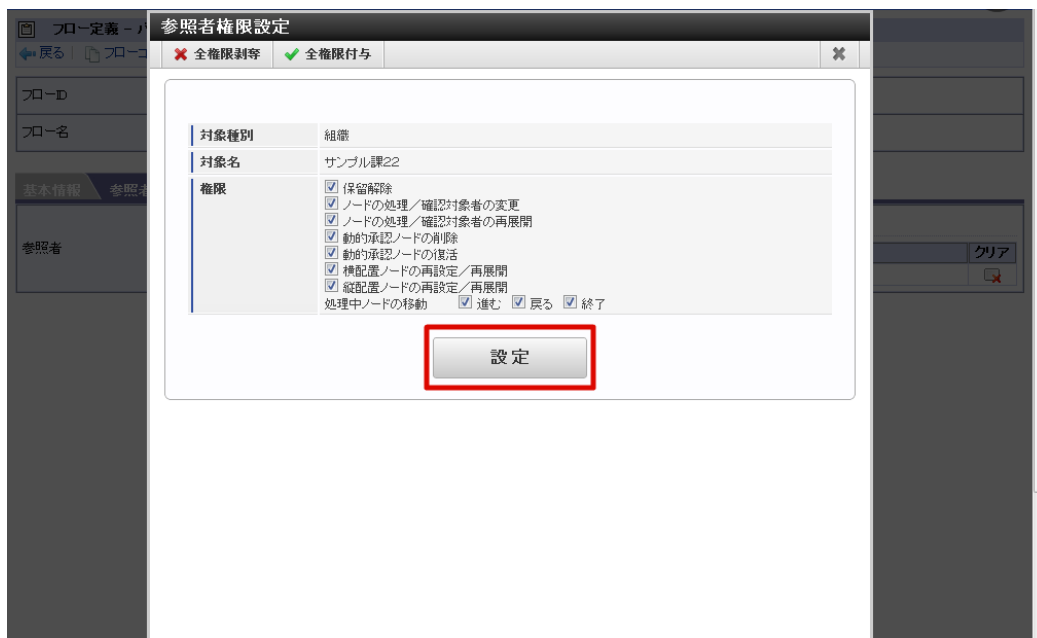 フロー定義 –
参照者権限設定
戻る
全権限剥奪
全権限付与
フローID
フロー名
対象種別
組織
対象名
サンプル課22
権限
保留解除
ノードの処理／確認対象者の変更
ノードの処理／確認対象者の再展開
動的承認ノードの削除
動的承認ノードの復活
横配置ノードの再設定／再展開
縦配置ノードの再設定／再展開
処理中ノードの移動 進む 戻る 終了
基本情報
参照者
参照者
クリア
設定